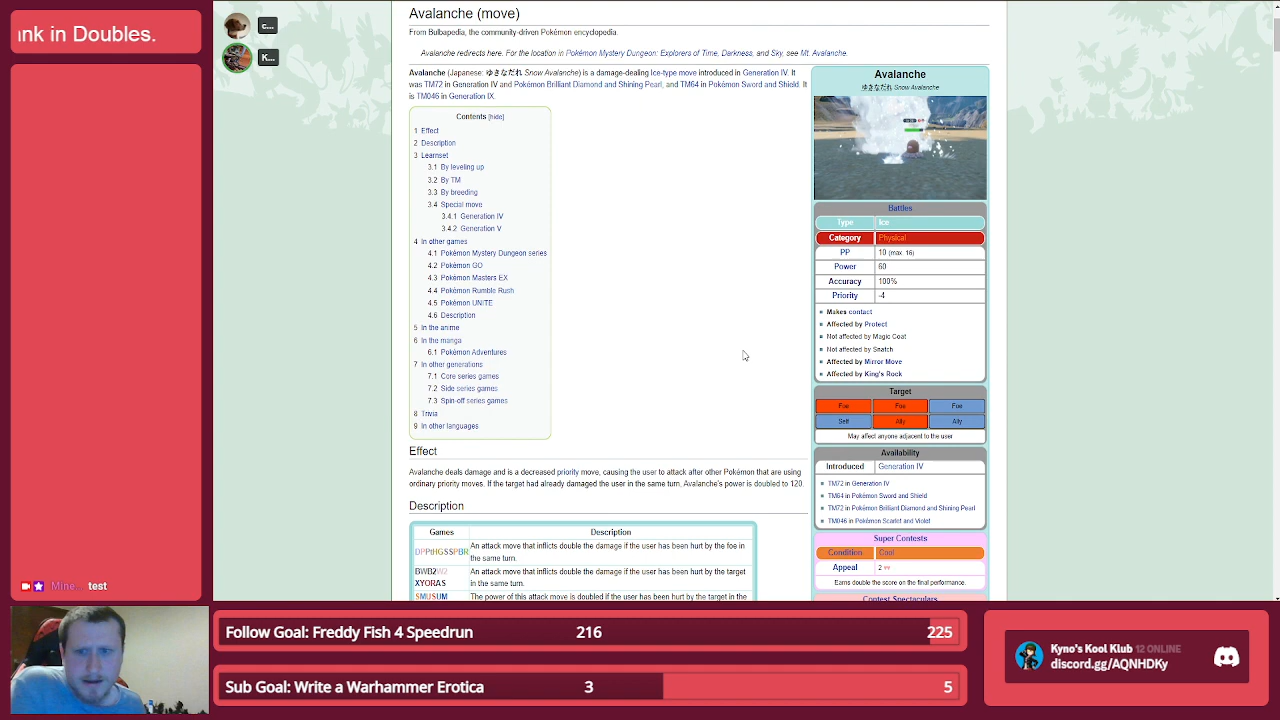 ınk in Doubles.
c...
K...
Avalanche (move)
From Bulbapedia, the community-driven Pokémon encyclopedia.
Avalanche redirects here. For the location in Pokémon Mystery Dungeon: Explorers of Time, Darkness, and Sky, see Mt. Avalanche.
Avalanche (Japanese: ゆきなだれ Snow Avalanche) is a damage-dealing Ice-type move introduced in Generation IV. It
was TM72 in Generation IV and Pokémon Brilliant Diamond and Shining Pearl, and TM64 in Pokémon Sword and Shield. It
is TM046 in Generation IX.
Contents [hide]
1 Effect
2 Description
3 Learnset
3.1 By leveling up
3.2 By TM
3.3 By breeding
3.4 Special move
3.4.1 Generation IV
3.4.2 Generation V
4 In other games
4.1 Pokémon Mystery Dungeon series
4.2 Pokémon GO
4.3 Pokémon Masters EX
4.4 Pokémon Rumble Rush
4.5 Pokémon UNITE
4.6 Description
5 In the anime
6 In the manga
6.1 Pokémon Adventures
7 In other generations
7.1 Core series games
7.2 Side series games
7.3 Spin-off series games
8 Trivia
9 In other languages
Effect
Avalanche deals damage and is a decreased priority move, causing the user to attack after other Pokémon that are using
ordinary priority moves. If the target had already damaged the user in the same turn, Avalanche's power is doubled to 120.
Description
Games Description
DPPtHGSSPBR An attack move that inflicts double the damage if the user has been hurt by the foe in
the same turn.
BWB2W2 An attack move that inflicts double the damage if the user has been hurt by the target
XYORAS in the same turn.
SMUSUM The power of this attack move is doubled if the user has been hurt by the target in the
Avalanche
ゆきなだれ Snow Avalanche
Battles
Type Ice
Category Physical
PP 10 (max. 16)
Power 60
Accuracy 100%
Priority -4
Makes contact
Affected by Protect
Not affected by Magic Coat
Not affected by Snatch
Affected by Mirror Move
Affected by King's Rock
Target
Foe Foe Foe
Self Ally Ally
May affect anyone adjacent to the user
Availability
Introduced Generation IV
TM72 in Generation IV
TM64 in Pokémon Sword and Shield
TM72 in Pokémon Brilliant Diamond and Shining Pearl
TM046 in Pokémon Scarlet and Violet
Super Contests
Condition Cool
Appeal 2 ♥♥
Earns double the score on the final performance.
Contest Spectaculars
Mine... test
Follow Goal: Freddy Fish 4 Speedrun 216 225
Sub Goal: Write a Warhammer Erotica 3 5
Kyno's Kool Klub 12 ONLINE
discord.gg/AQNHDKy